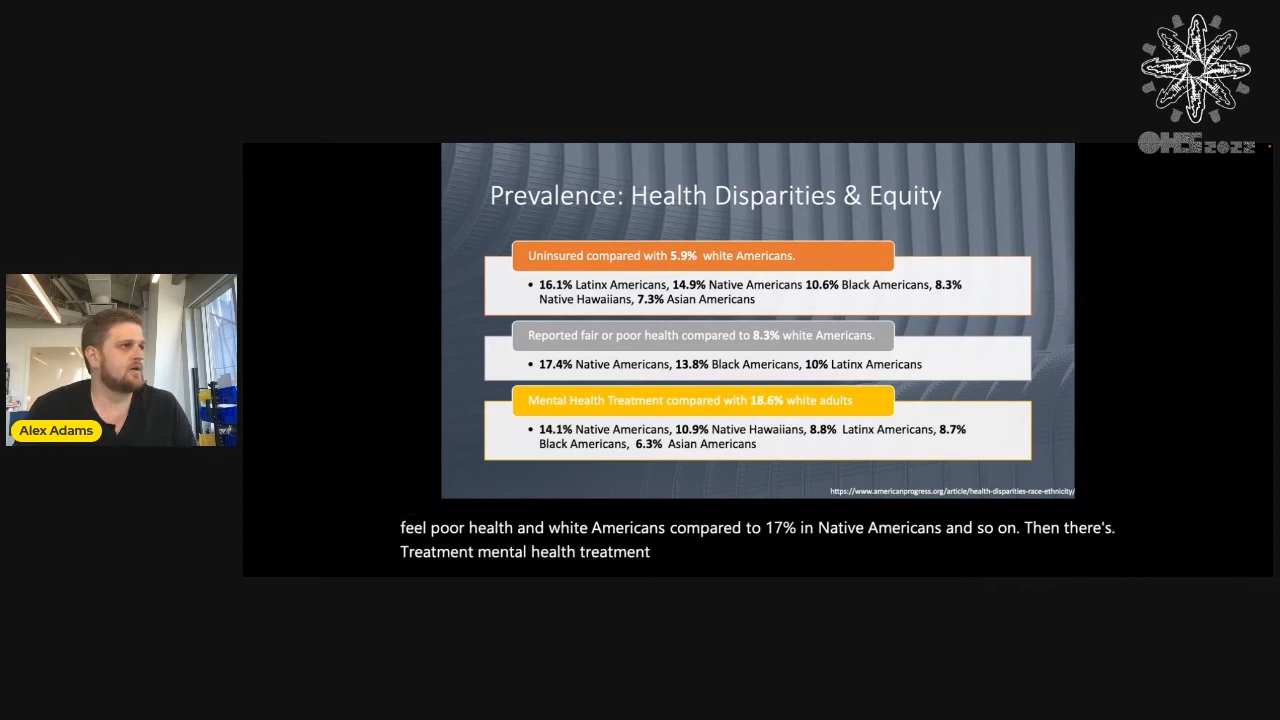 OHS 2022
Prevalence: Health Disparities & Equity
Uninsured compared with 5.9% white Americans.
• 16.1% Latinx Americans, 14.9% Native Americans 10.6% Black Americans, 8.3%
Native Hawaiians, 7.3% Asian Americans
Reported fair or poor health compared to 8.3% white Americans.
• 17.4% Native Americans, 13.8% Black Americans, 10% Latinx Americans
Mental Health Treatment compared with 18.6% white adults
• 14.1% Native Americans, 10.9% Native Hawaiians, 8.8% Latinx Americans, 8.7%
Black Americans, 6.3% Asian Americans
https://www.americanprogress.org/article/health-disparities-race-ethnicity/
Alex Adams
feel poor health and white Americans compared to 17% in Native Americans and so on. Then there's.
Treatment mental health treatment